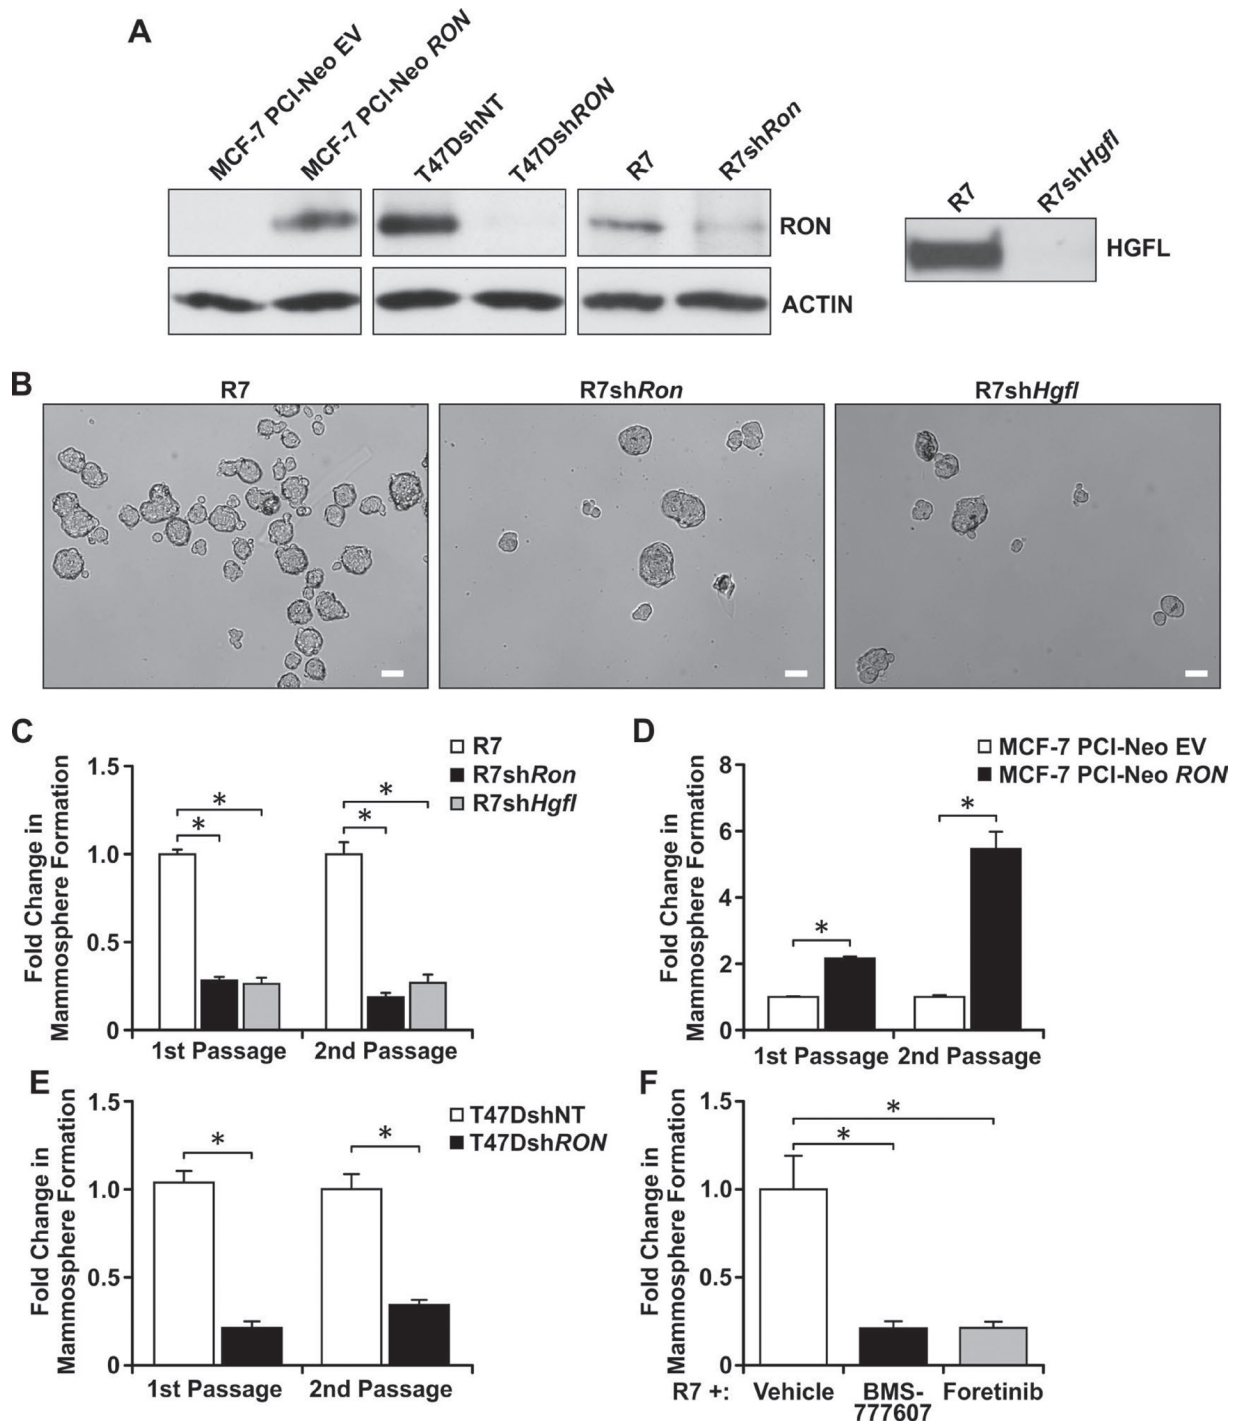 A
MCF-7 PCI-Neo EV
MCF-7 PCI-Neo RON
T47DshNT
T47DshRON
R7
R7shRon
RON
ACTIN
R7
R7shHgfl
HGFL
B
R7
R7shRon
R7shHgfl
C
Fold Change in
Mammosphere Formation
1.5
1.0
0.5
0
* * * *
R7
R7shRon
R7shHgfl
1st Passage 2nd Passage
D
Fold Change in
Mammosphere Formation
8
6
4
2
0
* *
MCF-7 PCI-Neo EV
MCF-7 PCI-Neo RON
1st Passage 2nd Passage
E
Fold Change in
Mammosphere Formation
1.5
1.0
0.5
0
* *
T47DshNT
T47DshRON
1st Passage 2nd Passage
F
Fold Change in
Mammosphere Formation
1.5
1.0
0.5
0
*
*
R7 +: Vehicle BMS- Foretinib
777607